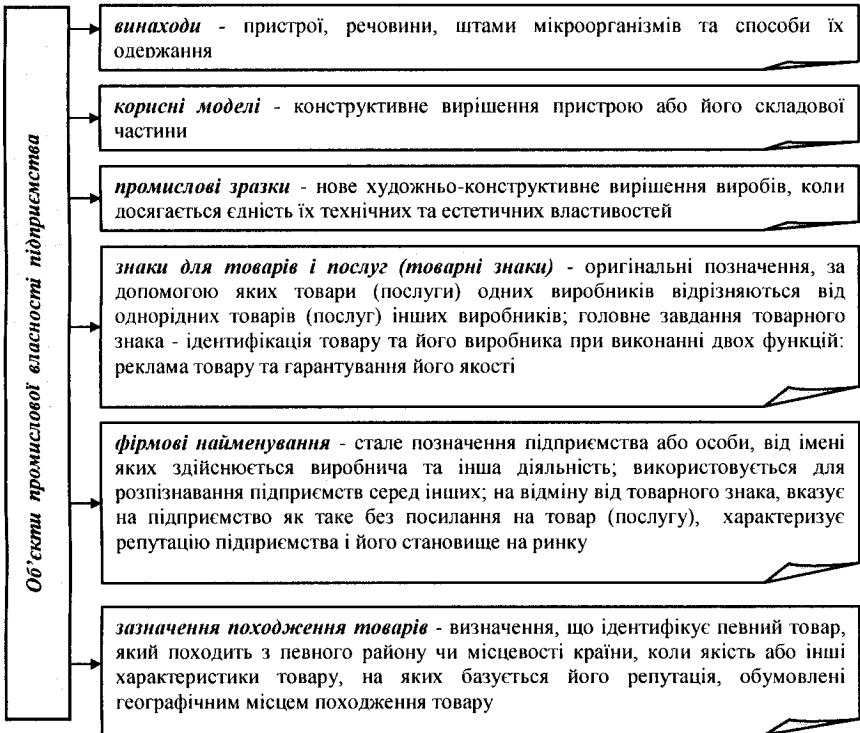 Об’єкти промислової власності підприємства
винаходи - пристрої, речовини, штами мікроорганізмів та способи їх
одержання
корисні моделі - конструктивне вирішення пристрою або його складової
частини
промислові зразки - нове художньо-конструктивне вирішення виробів, коли
досягається єдність їх технічних та естетичних властивостей
знаки для товарів і послуг (товарні знаки) - оригінальні позначення, за
допомогою яких товари (послуги) одних виробників відрізняються від
однорідних товарів (послуг) інших виробників; головне завдання товарного
знака - ідентифікація товару та його виробника при виконанні двох функцій:
реклама товару та гарантування його якості
фірмові найменування - стале позначення підприємства або особи, від імені
яких здійснюється виробнича та інша діяльність; використовується для
розпізнавання підприємств серед інших; на відміну від товарного знака, вказує
на підприємство як таке без посилання на товар (послугу), характеризує
репутацію підприємства і його становище на ринку
зазначення походження товарів - визначення, що ідентифікує певний товар,
який походить з певного району чи місцевості країни, коли якість або інші
характеристики товару, на яких базується його репутація, обумовлені
географічним місцем походження товару